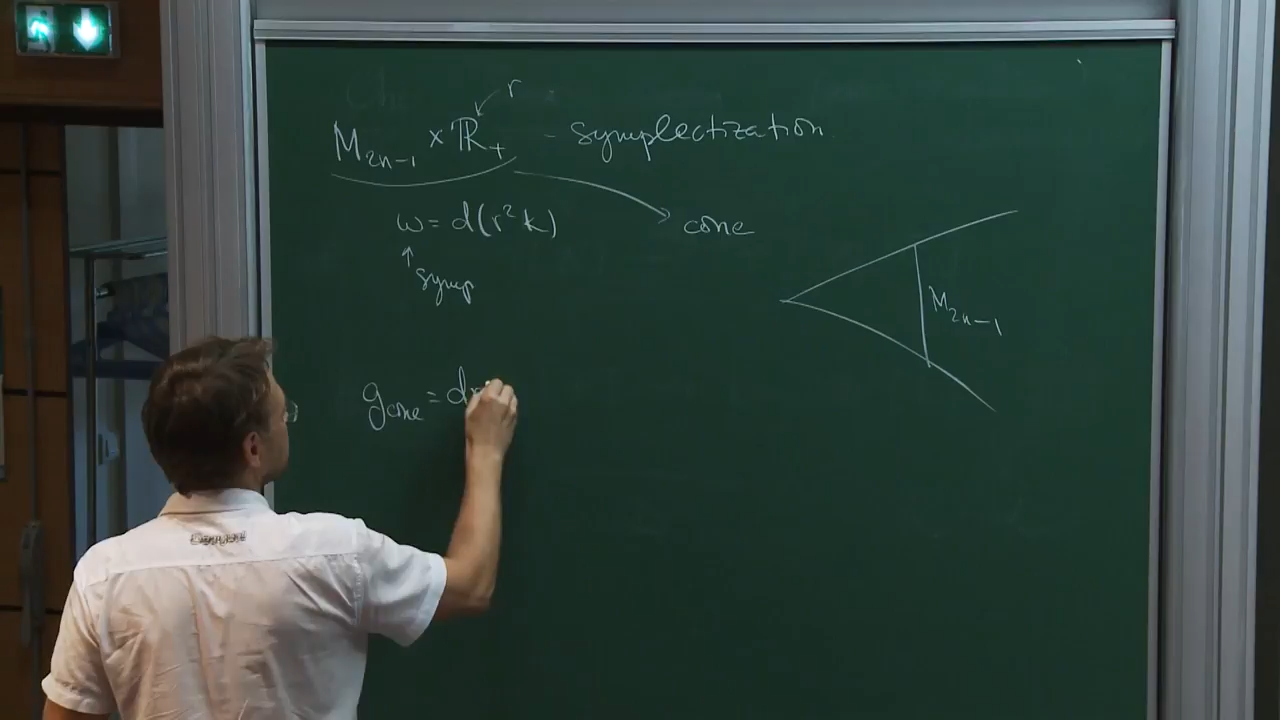 r
M₂ₙ₋₁ × ℝ₊ - symplectization
ω = d(r²k) cone
↑
symp
M₂ₙ₋₁
g_cone = dr